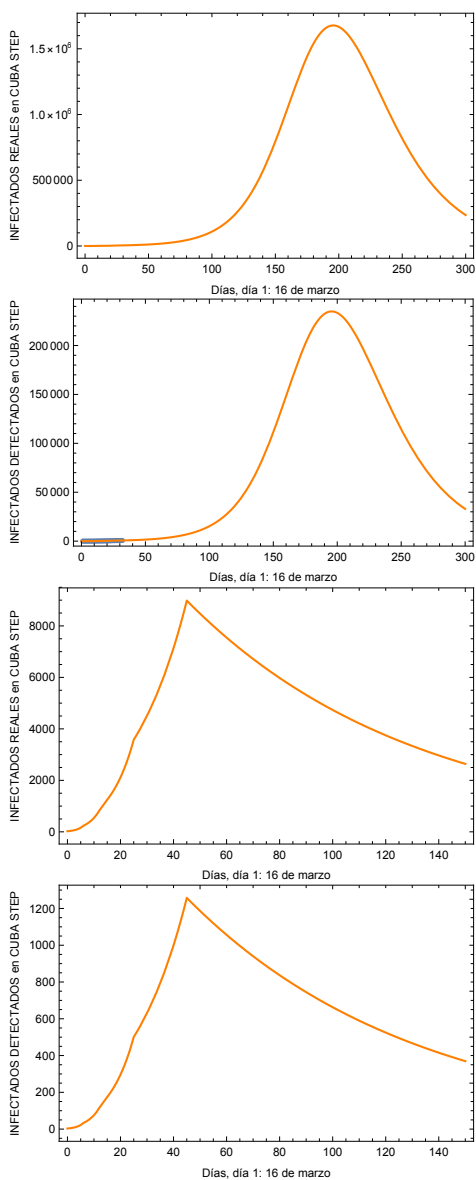 INFECTADOS REALES en CUBA STEP
1.5×10⁶
1.0×10⁶
500 000
0
0 50 100 150 200 250 300
Días, día 1: 16 de marzo
INFECTADOS DETECTADOS en CUBA STEP
200 000
150 000
100 000
50 000
0
0 50 100 150 200 250 300
Días, día 1: 16 de marzo
INFECTADOS REALES en CUBA STEP
8000
6000
4000
2000
0
0 20 40 60 80 100 120 140
Días, día 1: 16 de marzo
INFECTADOS DETECTADOS en CUBA STEP
1200
1000
800
600
400
200
0
0 20 40 60 80 100 120 140
Días, día 1: 16 de marzo